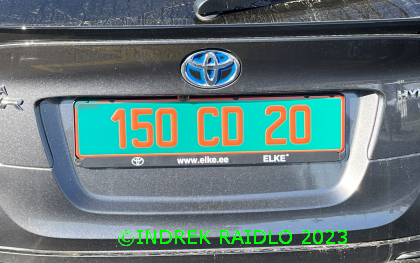 150 CD 20
www.elke.ee ELKE
©INDREK RAIDLO 2023